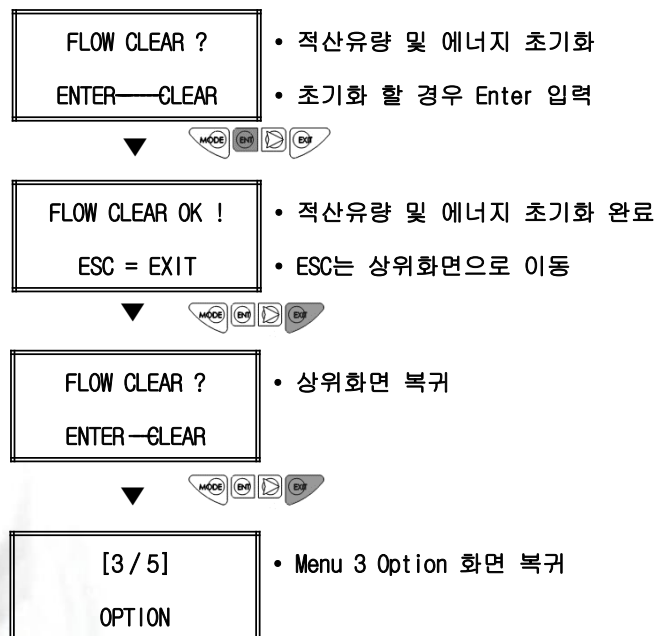 FLOW CLEAR ?
• 적산유량 및 에너지 초기화
ENTER──CLEAR
• 초기화 할 경우 Enter 입력
▼
MODE ENT EXIT
FLOW CLEAR OK !
• 적산유량 및 에너지 초기화 완료
ESC = EXIT
• ESC는 상위화면으로 이동
▼
MODE ENT EXIT
FLOW CLEAR ?
• 상위화면 복귀
ENTER─CLEAR
▼
MODE ENT EXIT
[3/5]
• Menu 3 Option 화면 복귀
OPTION